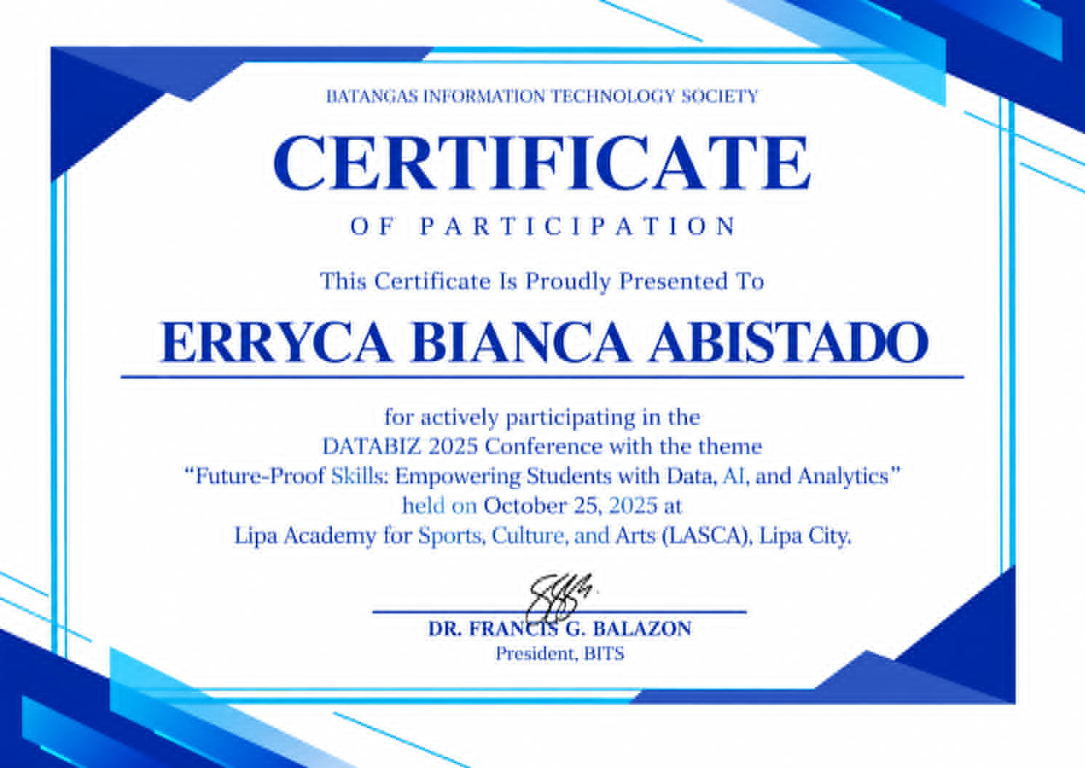 BATANGAS INFORMATION TECHNOLOGY SOCIETY
CERTIFICATE
OF PARTICIPATION
This Certificate Is Proudly Presented To
ERRYCA BIANCA ABISTADO
for actively participating in the
DATABIZ 2025 Conference with the theme
“Future-Proof Skills: Empowering Students with Data, AI, and Analytics”
held on October 25, 2025 at
Lipa Academy for Sports, Culture, and Arts (LASCA), Lipa City.
DR. FRANCIS G. BALAZON
President, BITS